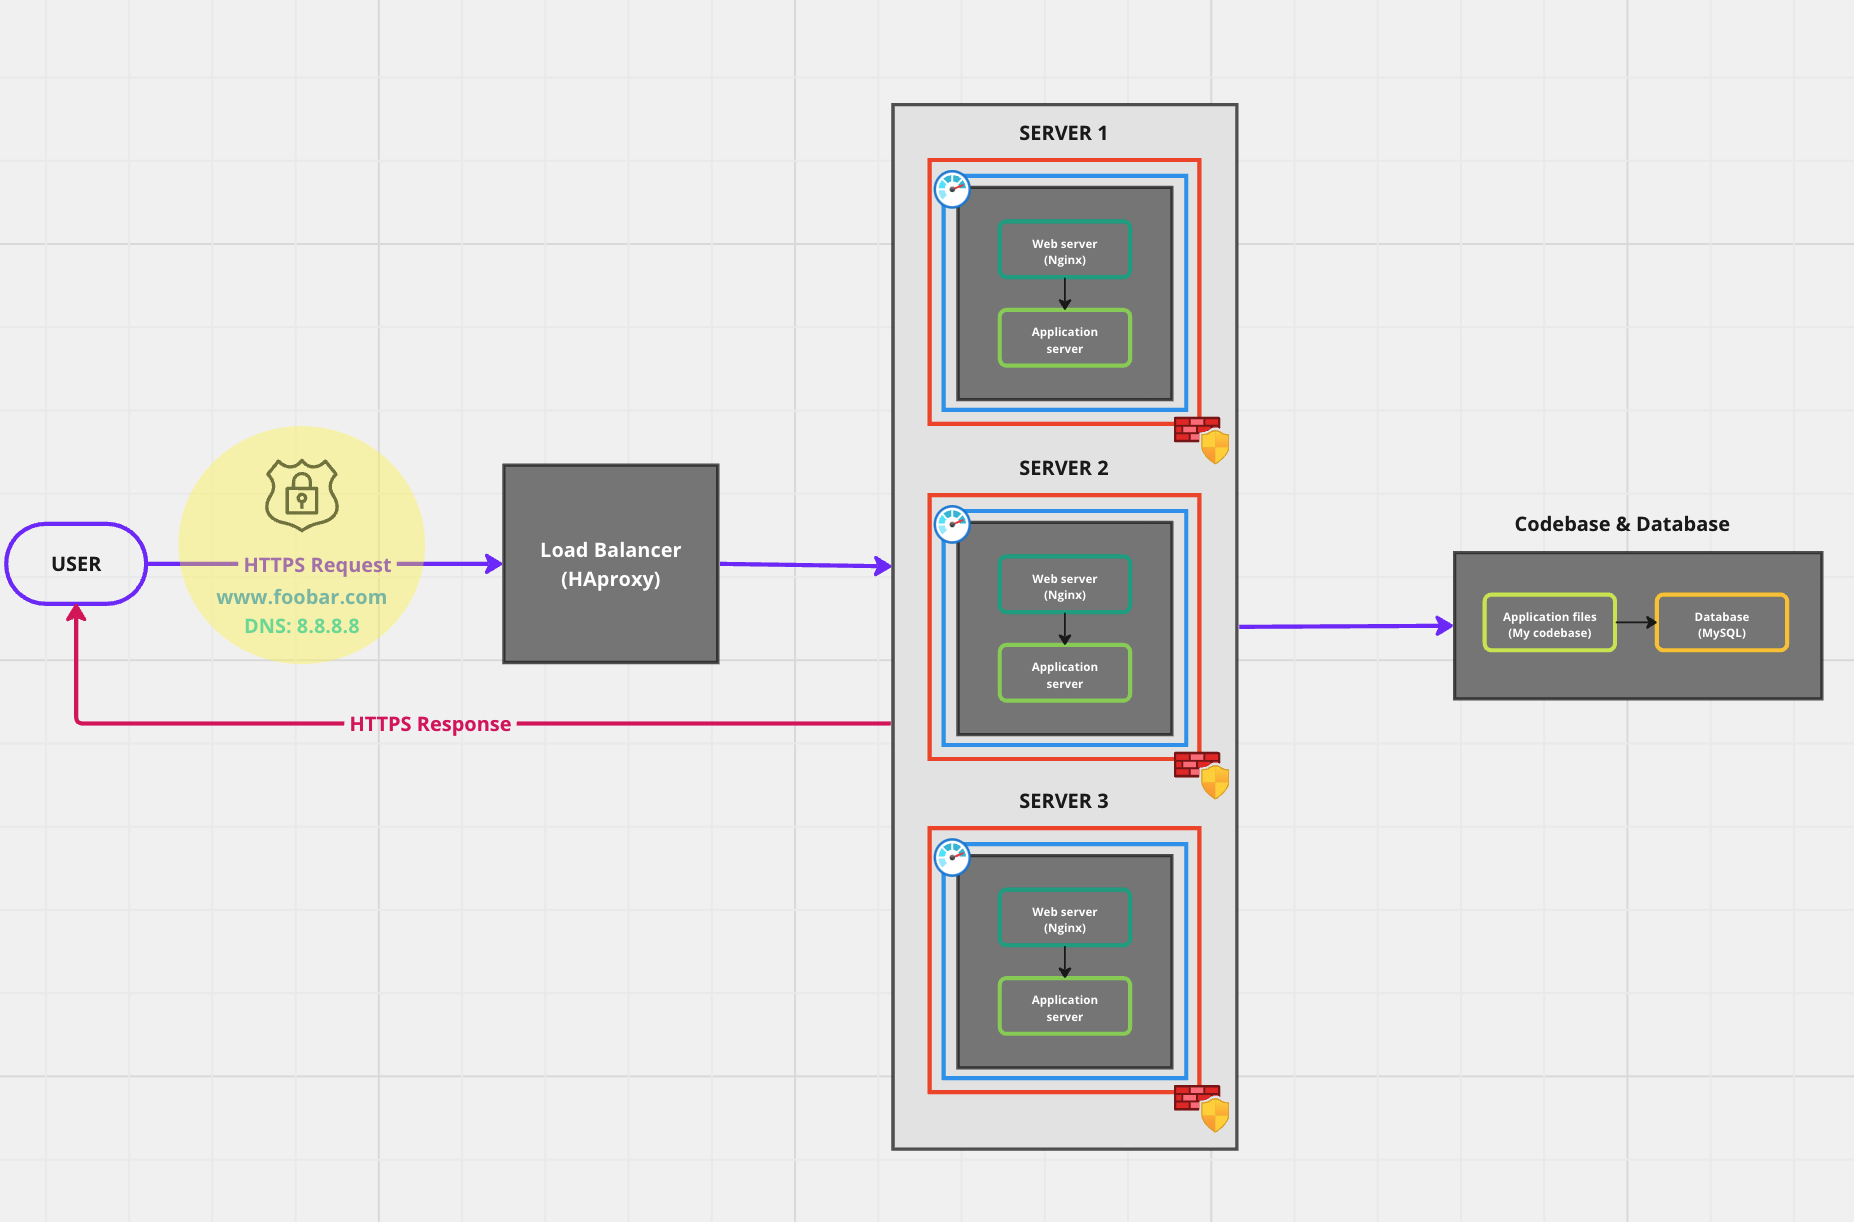 SERVER 1
Web server
(Nginx)
Application
server
SERVER 2
Web server
(Nginx)
Application
server
SERVER 3
Web server
(Nginx)
Application
server
USER
HTTPS Request
www.foobar.com
DNS: 8.8.8.8
Load Balancer
(HAproxy)
HTTPS Response
Codebase & Database
Application files
(My codebase)
Database
(MySQL)